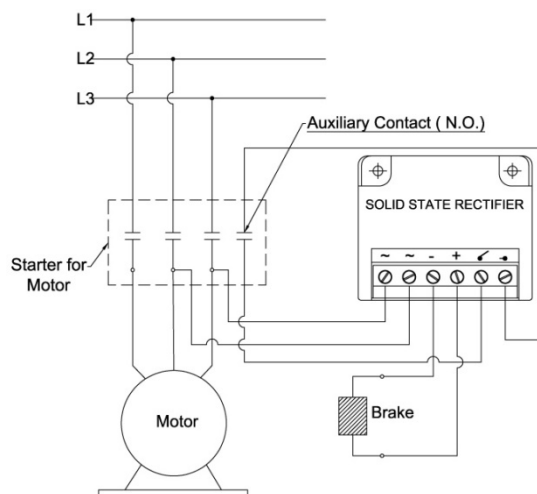 L1
L2
L3
Auxiliary Contact ( N.O.)
SOLID STATE RECTIFIER
~ ~ - +
Starter for
Motor
Motor
Brake